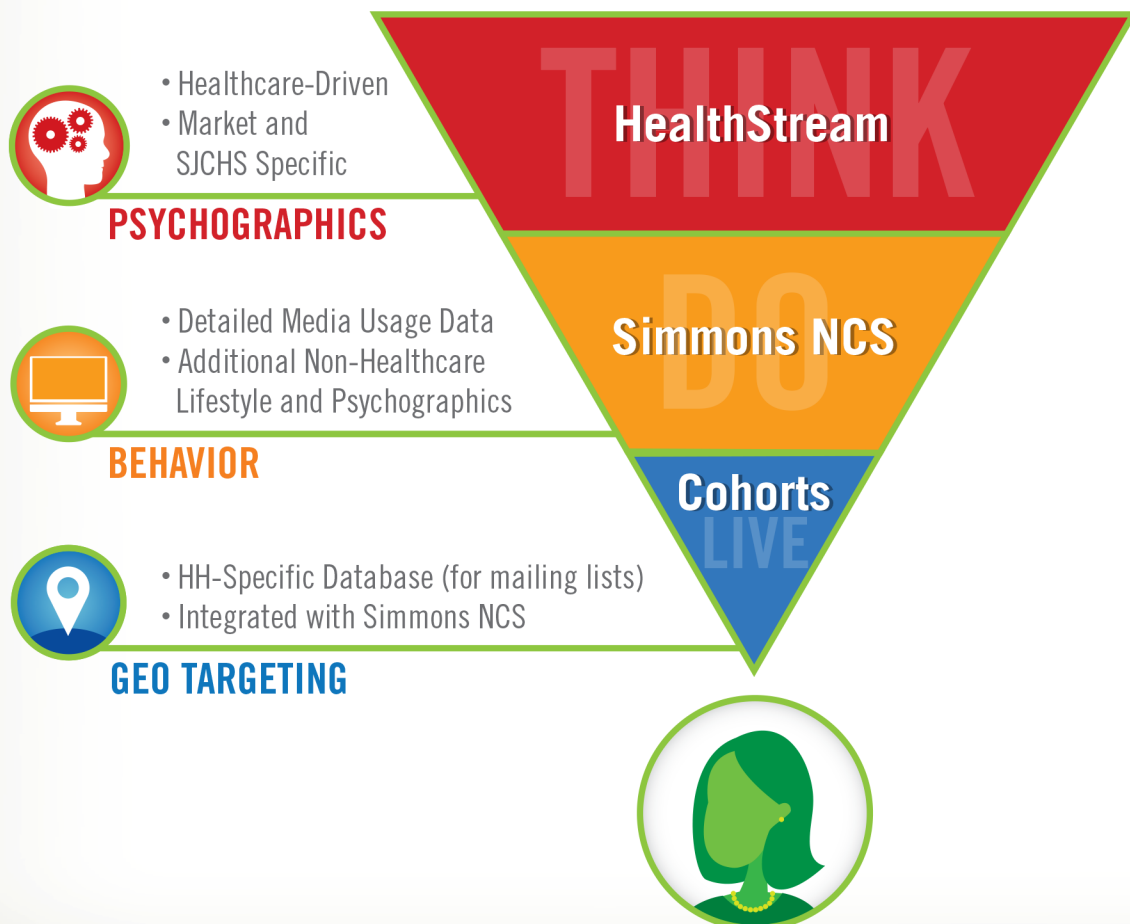 • Healthcare-Driven
• Market and
SJCHS Specific
PSYCHOGRAPHICS
THINK
HealthStream
• Detailed Media Usage Data
• Additional Non-Healthcare
Lifestyle and Psychographics
BEHAVIOR
DO
Simmons NCS
• HH-Specific Database (for mailing lists)
• Integrated with Simmons NCS
GEO TARGETING
Cohorts
LIVE